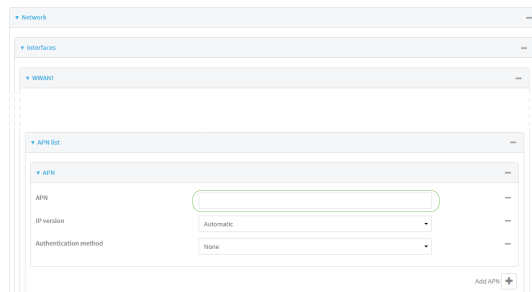 Network
Interfaces
WWAN1
APN list
APN
APN
IP version Automatic
Authentication method None
Add APN